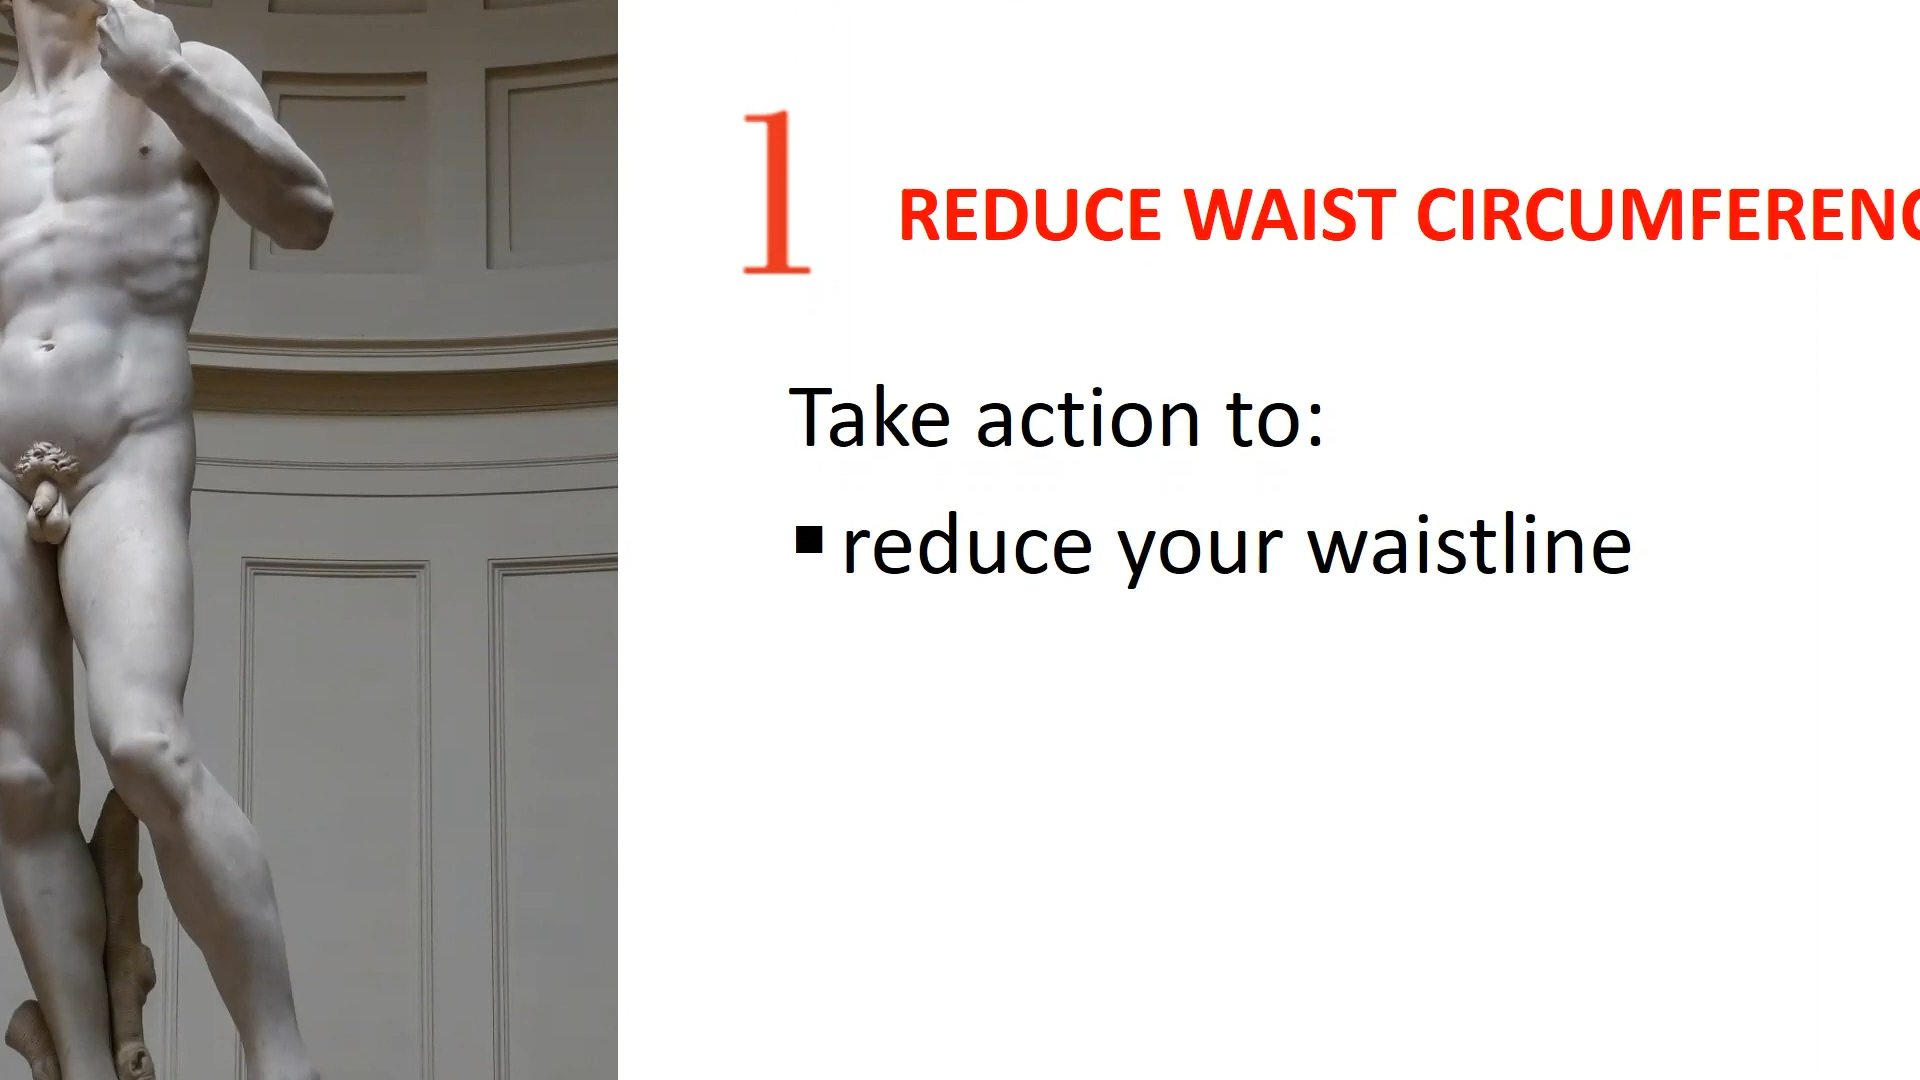 1
REDUCE WAIST CIRCUMFERENC
Take action to:
▪ reduce your waistline